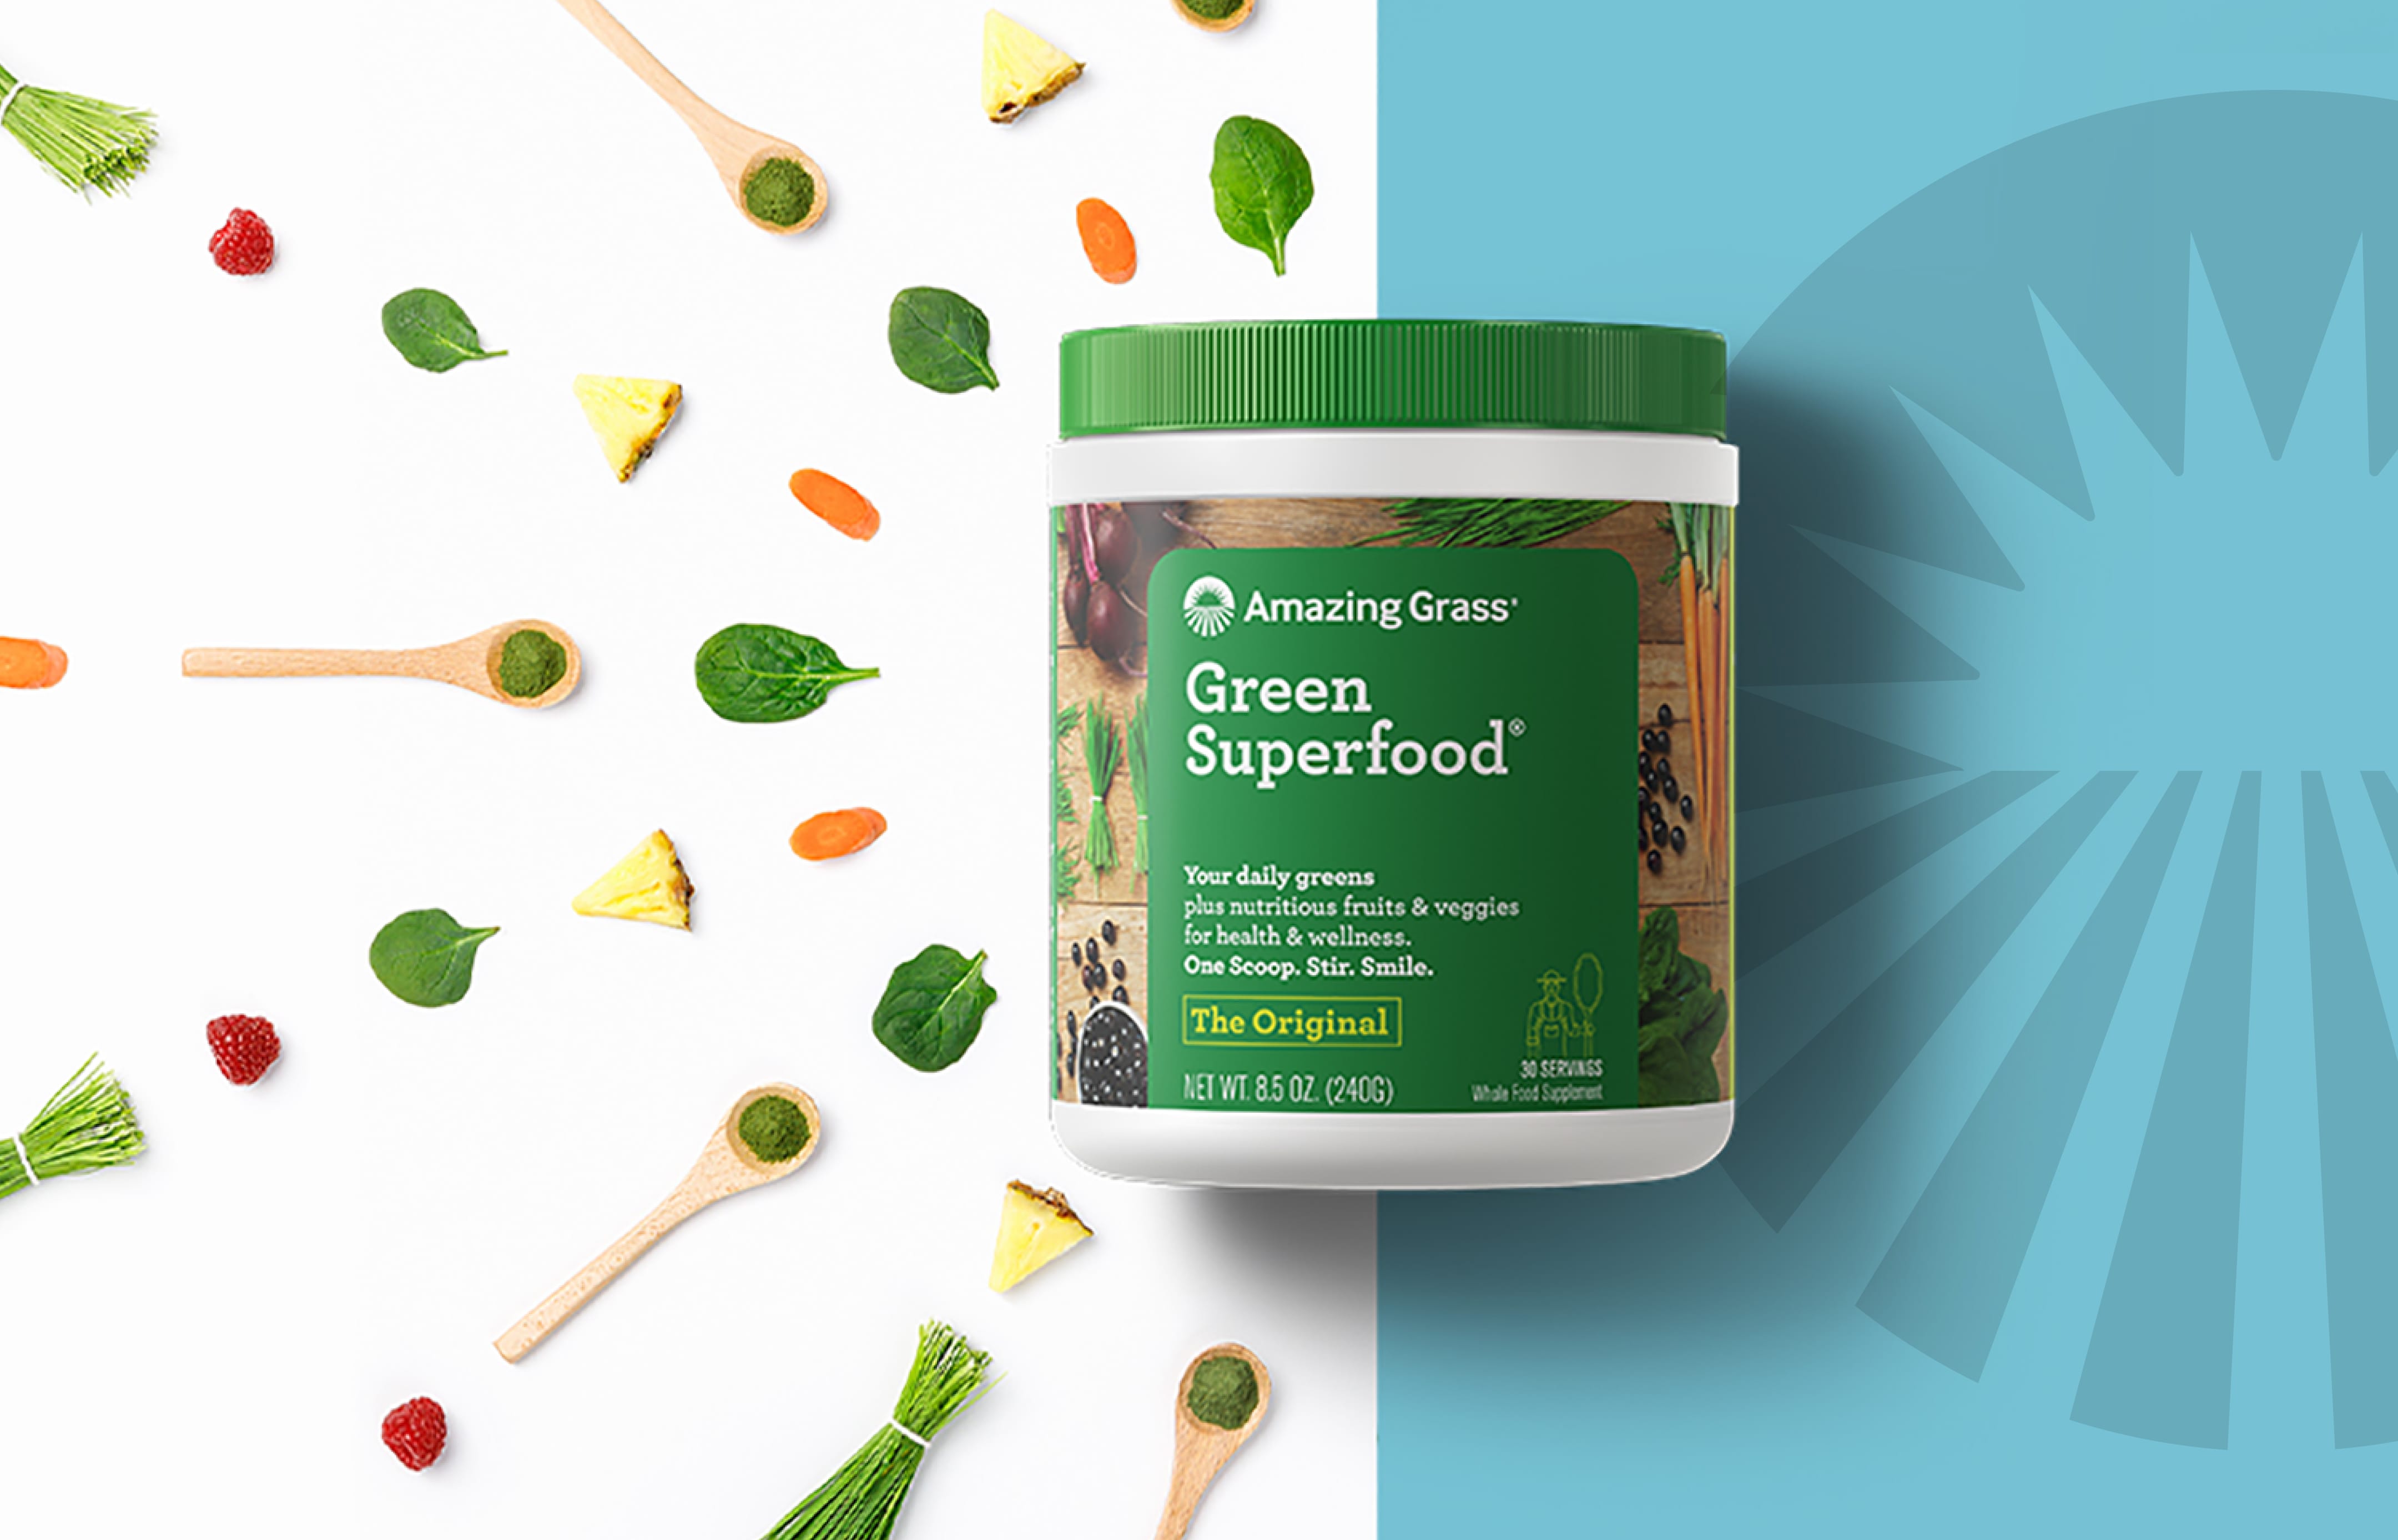 Amazing Grass®
Green
Superfood®
Your daily greens
plus nutritious fruits & veggies
for health & wellness.
One Scoop. Stir. Smile.
The Original
NET WT. 8.5 OZ. (240G)
30 SERVINGS
Whole Food Supplement